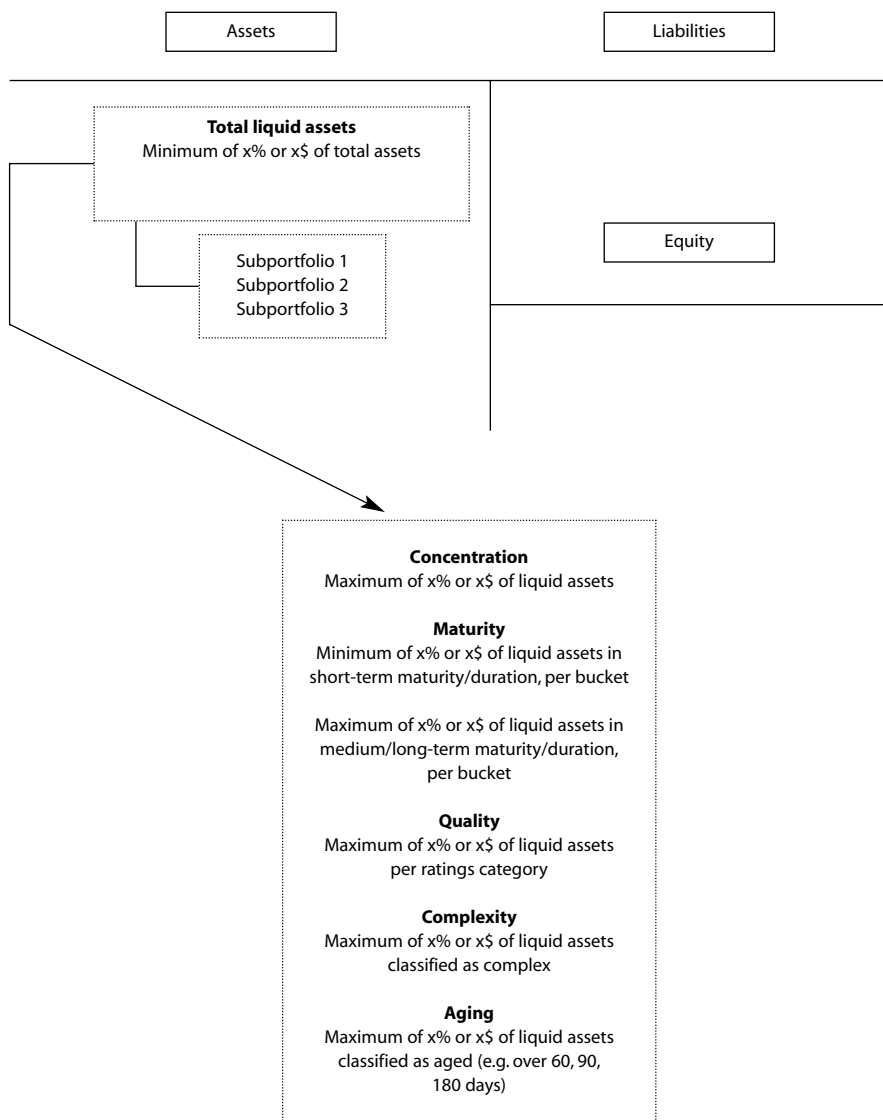 Assets
Liabilities
Total liquid assets
Minimum of x% or x$ of total assets
Equity
Subportfolio 1
Subportfolio 2
Subportfolio 3
Concentration
Maximum of x% or x$ of liquid assets
Maturity
Minimum of x% or x$ of liquid assets in
short-term maturity/duration, per bucket
Maximum of x% or x$ of liquid assets in
medium/long-term maturity/duration,
per bucket
Quality
Maximum of x% or x$ of liquid assets
per ratings category
Complexity
Maximum of x% or x$ of liquid assets
classified as complex
Aging
Maximum of x% or x$ of liquid assets
classified as aged (e.g. over 60, 90,
180 days)